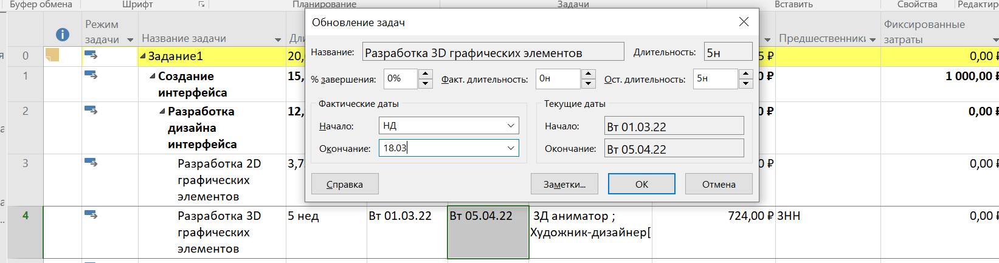 Буфер обмена
Шрифт
Планирование
Задачи
Вставить
Свойства
Редактир
Обновление задач
Название: Разработка 3D графических элементов Длительность: 5н
% завершения: 0% Факт. длительность: 0н Ост. длительность: 5н
Фактические даты
Начало: НД
Окончание: 18.03
Текущие даты
Начало: Вт 01.03.22
Окончание: Вт 05.04.22
Справка Заметки... ОК Отмена
Режим задачи
Название задачи
Предшественники
Фиксированные затраты
0 Задание1 20, 5 ₽ 0,00 ₽
1 Создание 15, 0 ₽ 1 000,00 ₽
интерфейса
2 Разработка 12, 0 ₽ 0,00 ₽
дизайна
интерфейса
3 Разработка 2D 3,7 0 ₽ 0,00 ₽
графических
элементов
4 Разработка 3D 5 нед Вт 01.03.22 Вт 05.04.22 3Д аниматор ; 724,00 ₽ 3НН 0,00 ₽
графических Художник-дизайнер[
элементов